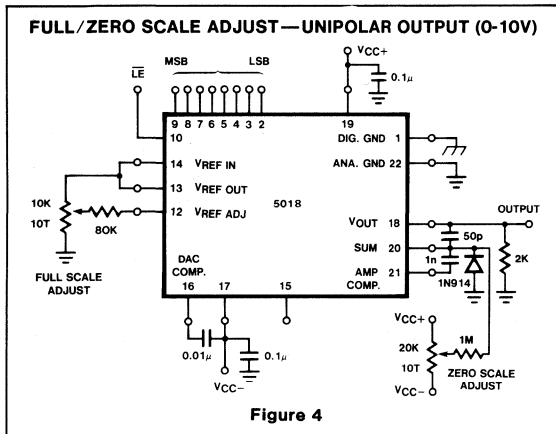 FULL/ZERO SCALE ADJUST—UNIPOLAR OUTPUT (0-10V)
VCC+
0.1μ
LE
MSB
LSB
9 8 7 6 5 4 3 2
19
10
DIG. GND 1
14 VREF IN
ANA. GND 22
13 VREF OUT
5018
10K
10T
80K
12 VREF ADJ
VOUT 18
OUTPUT
50p
FULL SCALE
ADJUST
SUM 20
1n
2K
DAC
COMP.
AMP 21
COMP.
1N914
16 17 15
0.01μ
0.1μ
VCC-
VCC+
20K
10T
1M
VCC-
ZERO SCALE
ADJUST
Figure 4